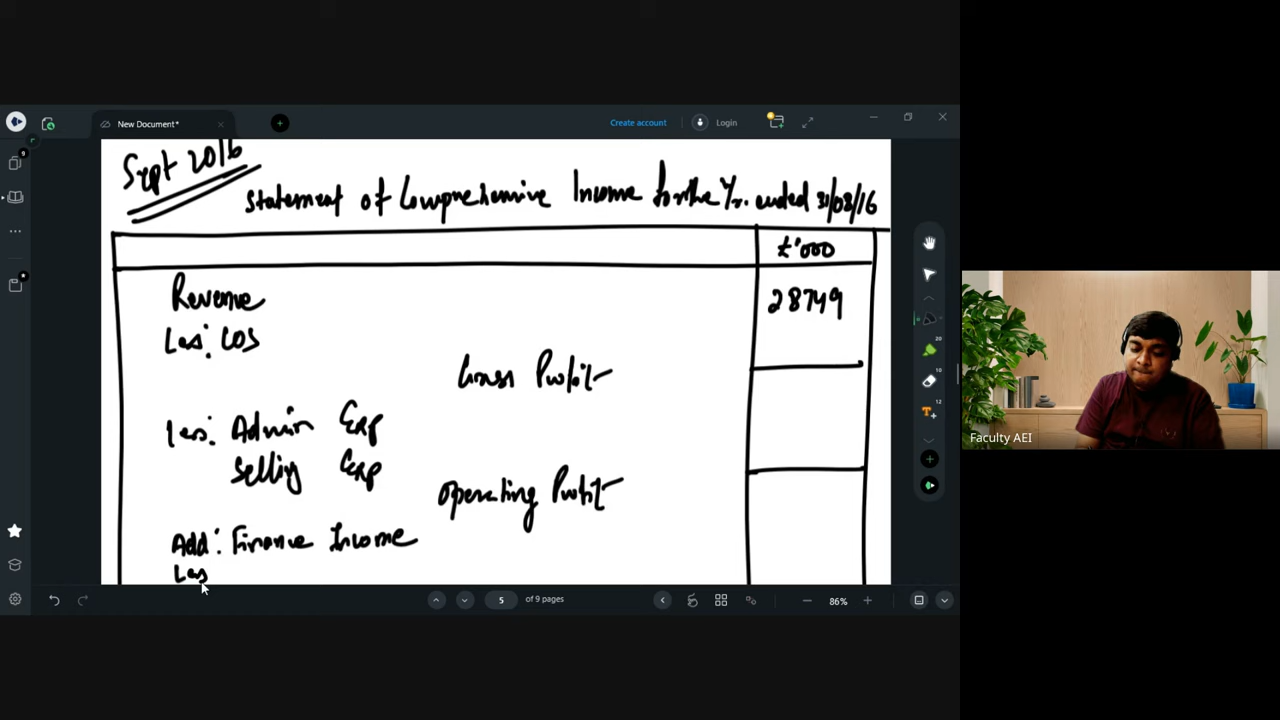 New Document*
Create account
Login
Sept 2016
Statement of Comprehensive Income for the Yr. ended 31/08/16
£'000
Revenue 28749
Less: COS
Gross Profit
Less: Admin Exp
Selling Exp
Operating Profit
Add: Finance Income
Les
5 of 9 pages
86%
Faculty AEI